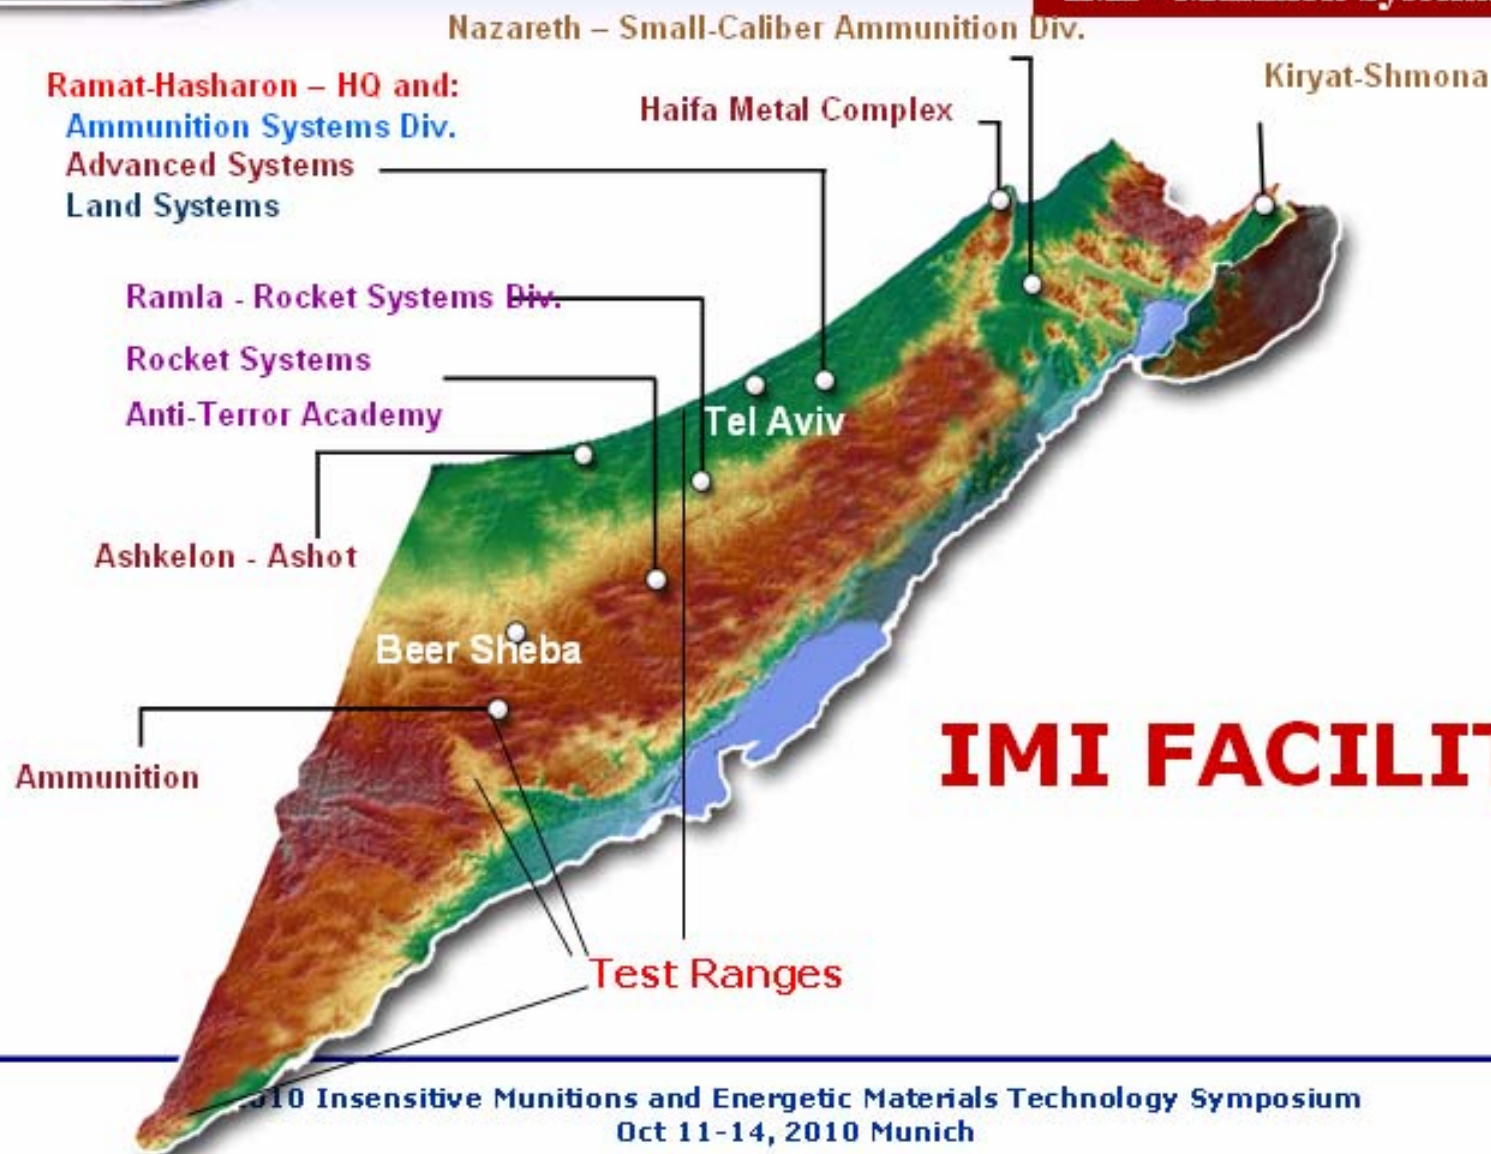 Nazareth – Small-Caliber Ammunition Div.
Ramat-Hasharon – HQ and:
Ammunition Systems Div.
Advanced Systems
Land Systems
Haifa Metal Complex
Kiryat-Shmona
Ramla - Rocket Systems Div.
Rocket Systems
Anti-Terror Academy
Tel Aviv
Ashkelon - Ashot
Beer Sheba
Ammunition
IMI FACILIT
Test Ranges
010 Insensitive Munitions and Energetic Materials Technology Symposium
Oct 11-14, 2010 Munich